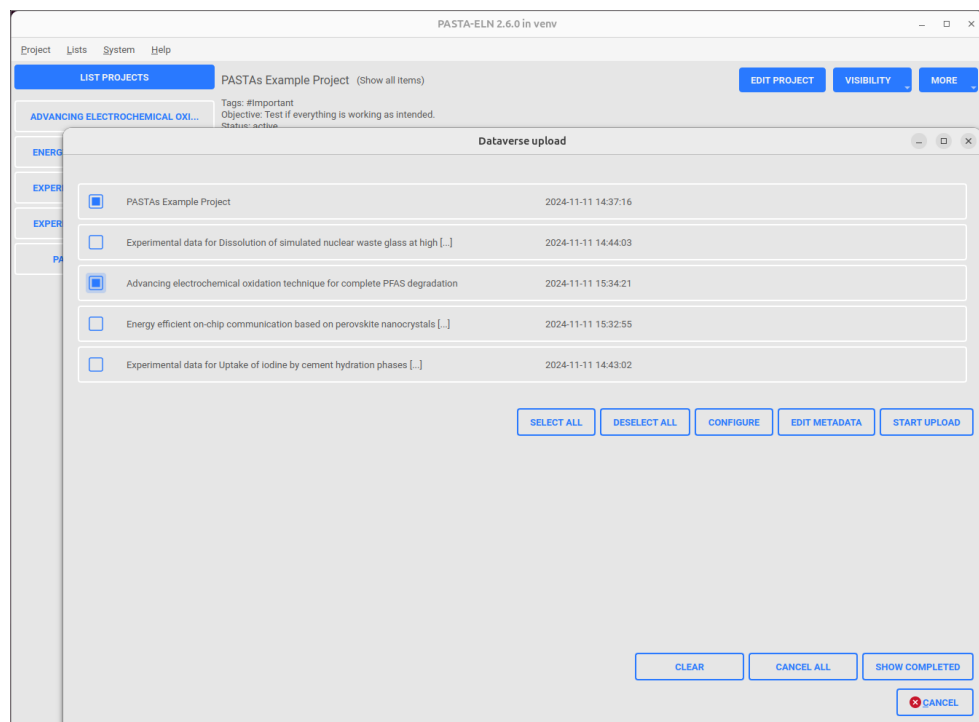 PASTA-ELN 2.6.0 in venv
Project Lists System Help
LIST PROJECTS
PASTAs Example Project (Show all items)
EDIT PROJECT VISIBILITY MORE
Tags: #Important
Objective: Test if everything is working as intended.
Status: active
ADVANCING ELECTROCHEMICAL OXI...
ENERG
EXPERI
EXPER
PA
Dataverse upload
PASTAs Example Project 2024-11-11 14:37:16
Experimental data for Dissolution of simulated nuclear waste glass at high [...] 2024-11-11 14:44:03
Advancing electrochemical oxidation technique for complete PFAS degradation 2024-11-11 15:34:21
Energy efficient on-chip communication based on perovskite nanocrystals [...] 2024-11-11 15:32:55
Experimental data for Uptake of iodine by cement hydration phases [...] 2024-11-11 14:43:02
SELECT ALL DESELECT ALL CONFIGURE EDIT METADATA START UPLOAD
CLEAR CANCEL ALL SHOW COMPLETED
CANCEL